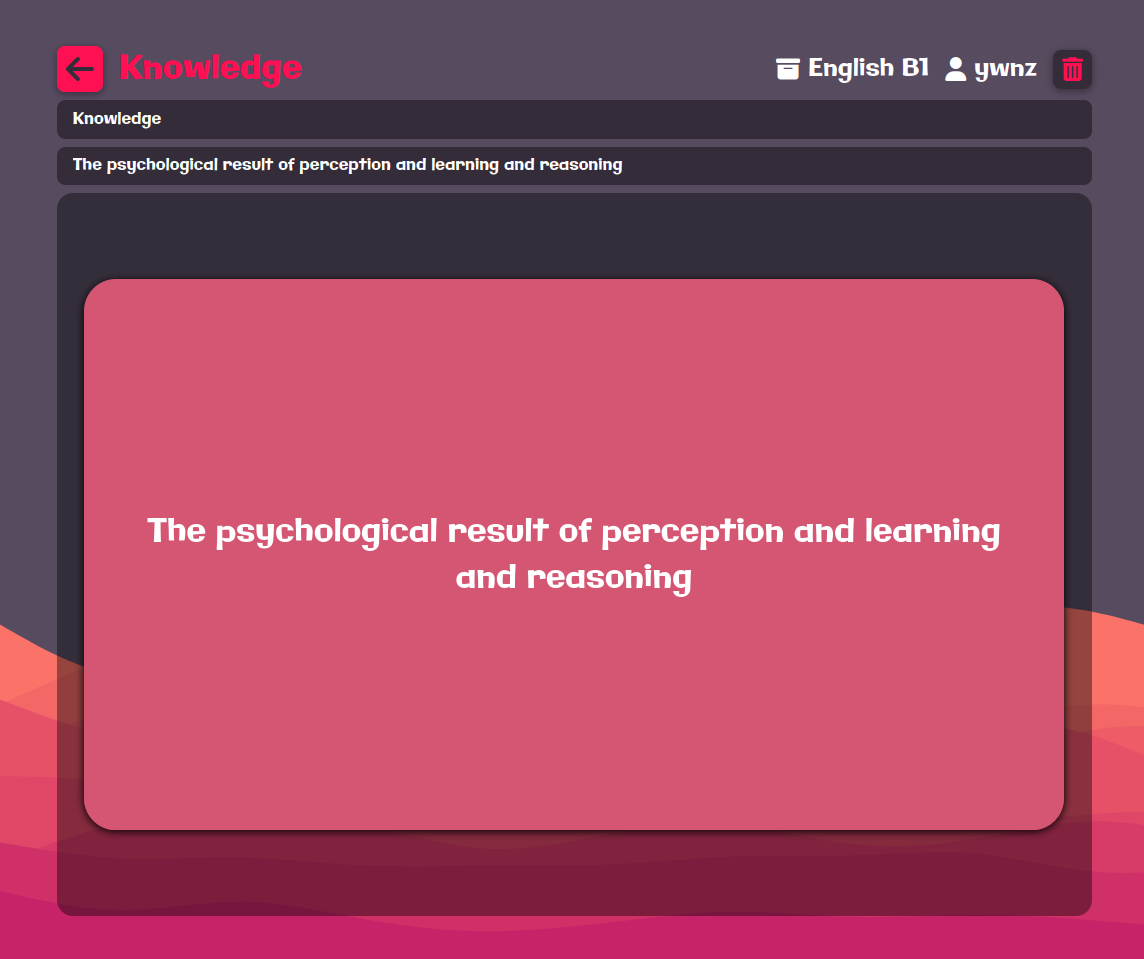 Knowledge
English B1
ywnz
Knowledge
The psychological result of perception and learning and reasoning
The psychological result of perception and learning
and reasoning